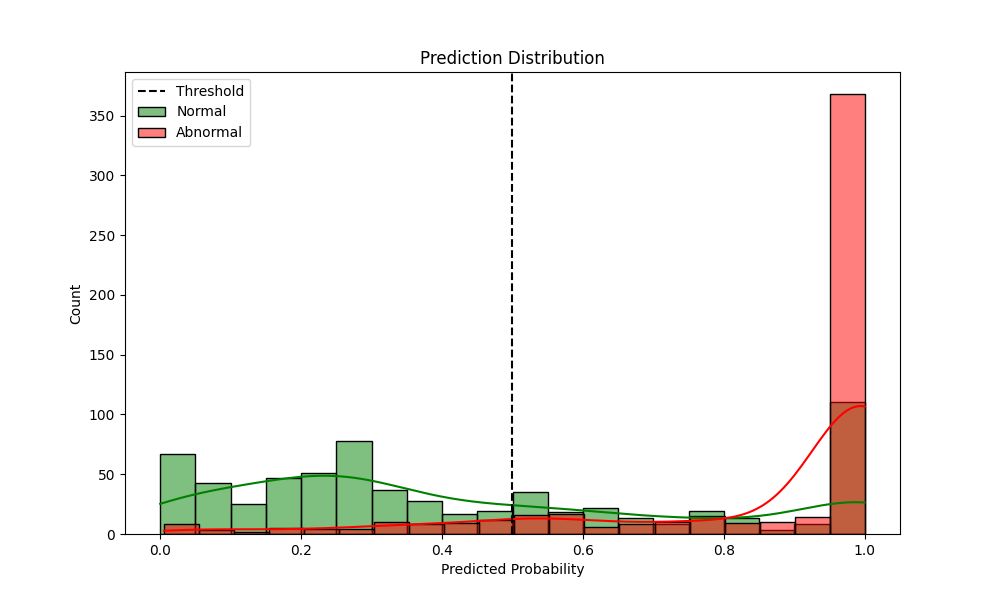 Prediction Distribution
Threshold
Normal
Abnormal
350
300
250
200
150
100
50
0
Count
0.0 0.2 0.4 0.6 0.8 1.0
Predicted Probability